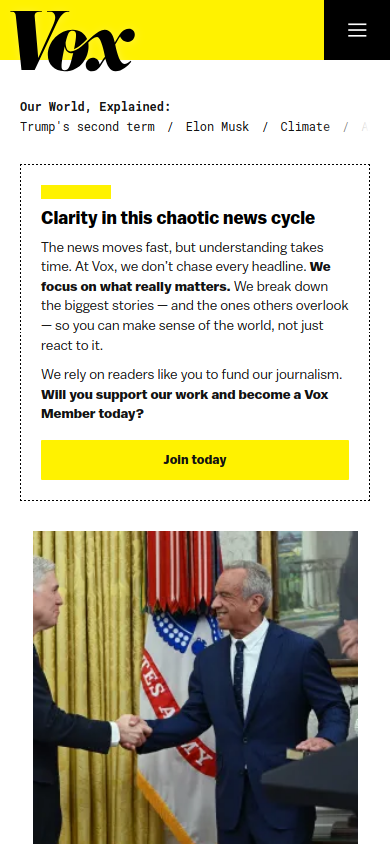 Vox
Our World, Explained:
Trump's second term / Elon Musk / Climate /
Clarity in this chaotic news cycle
The news moves fast, but understanding takes
time. At Vox, we don’t chase every headline. We
focus on what really matters. We break down
the biggest stories — and the ones others overlook
— so you can make sense of the world, not just
react to it.
We rely on readers like you to fund our journalism.
Will you support our work and become a Vox
Member today?
Join today
TES ARMY